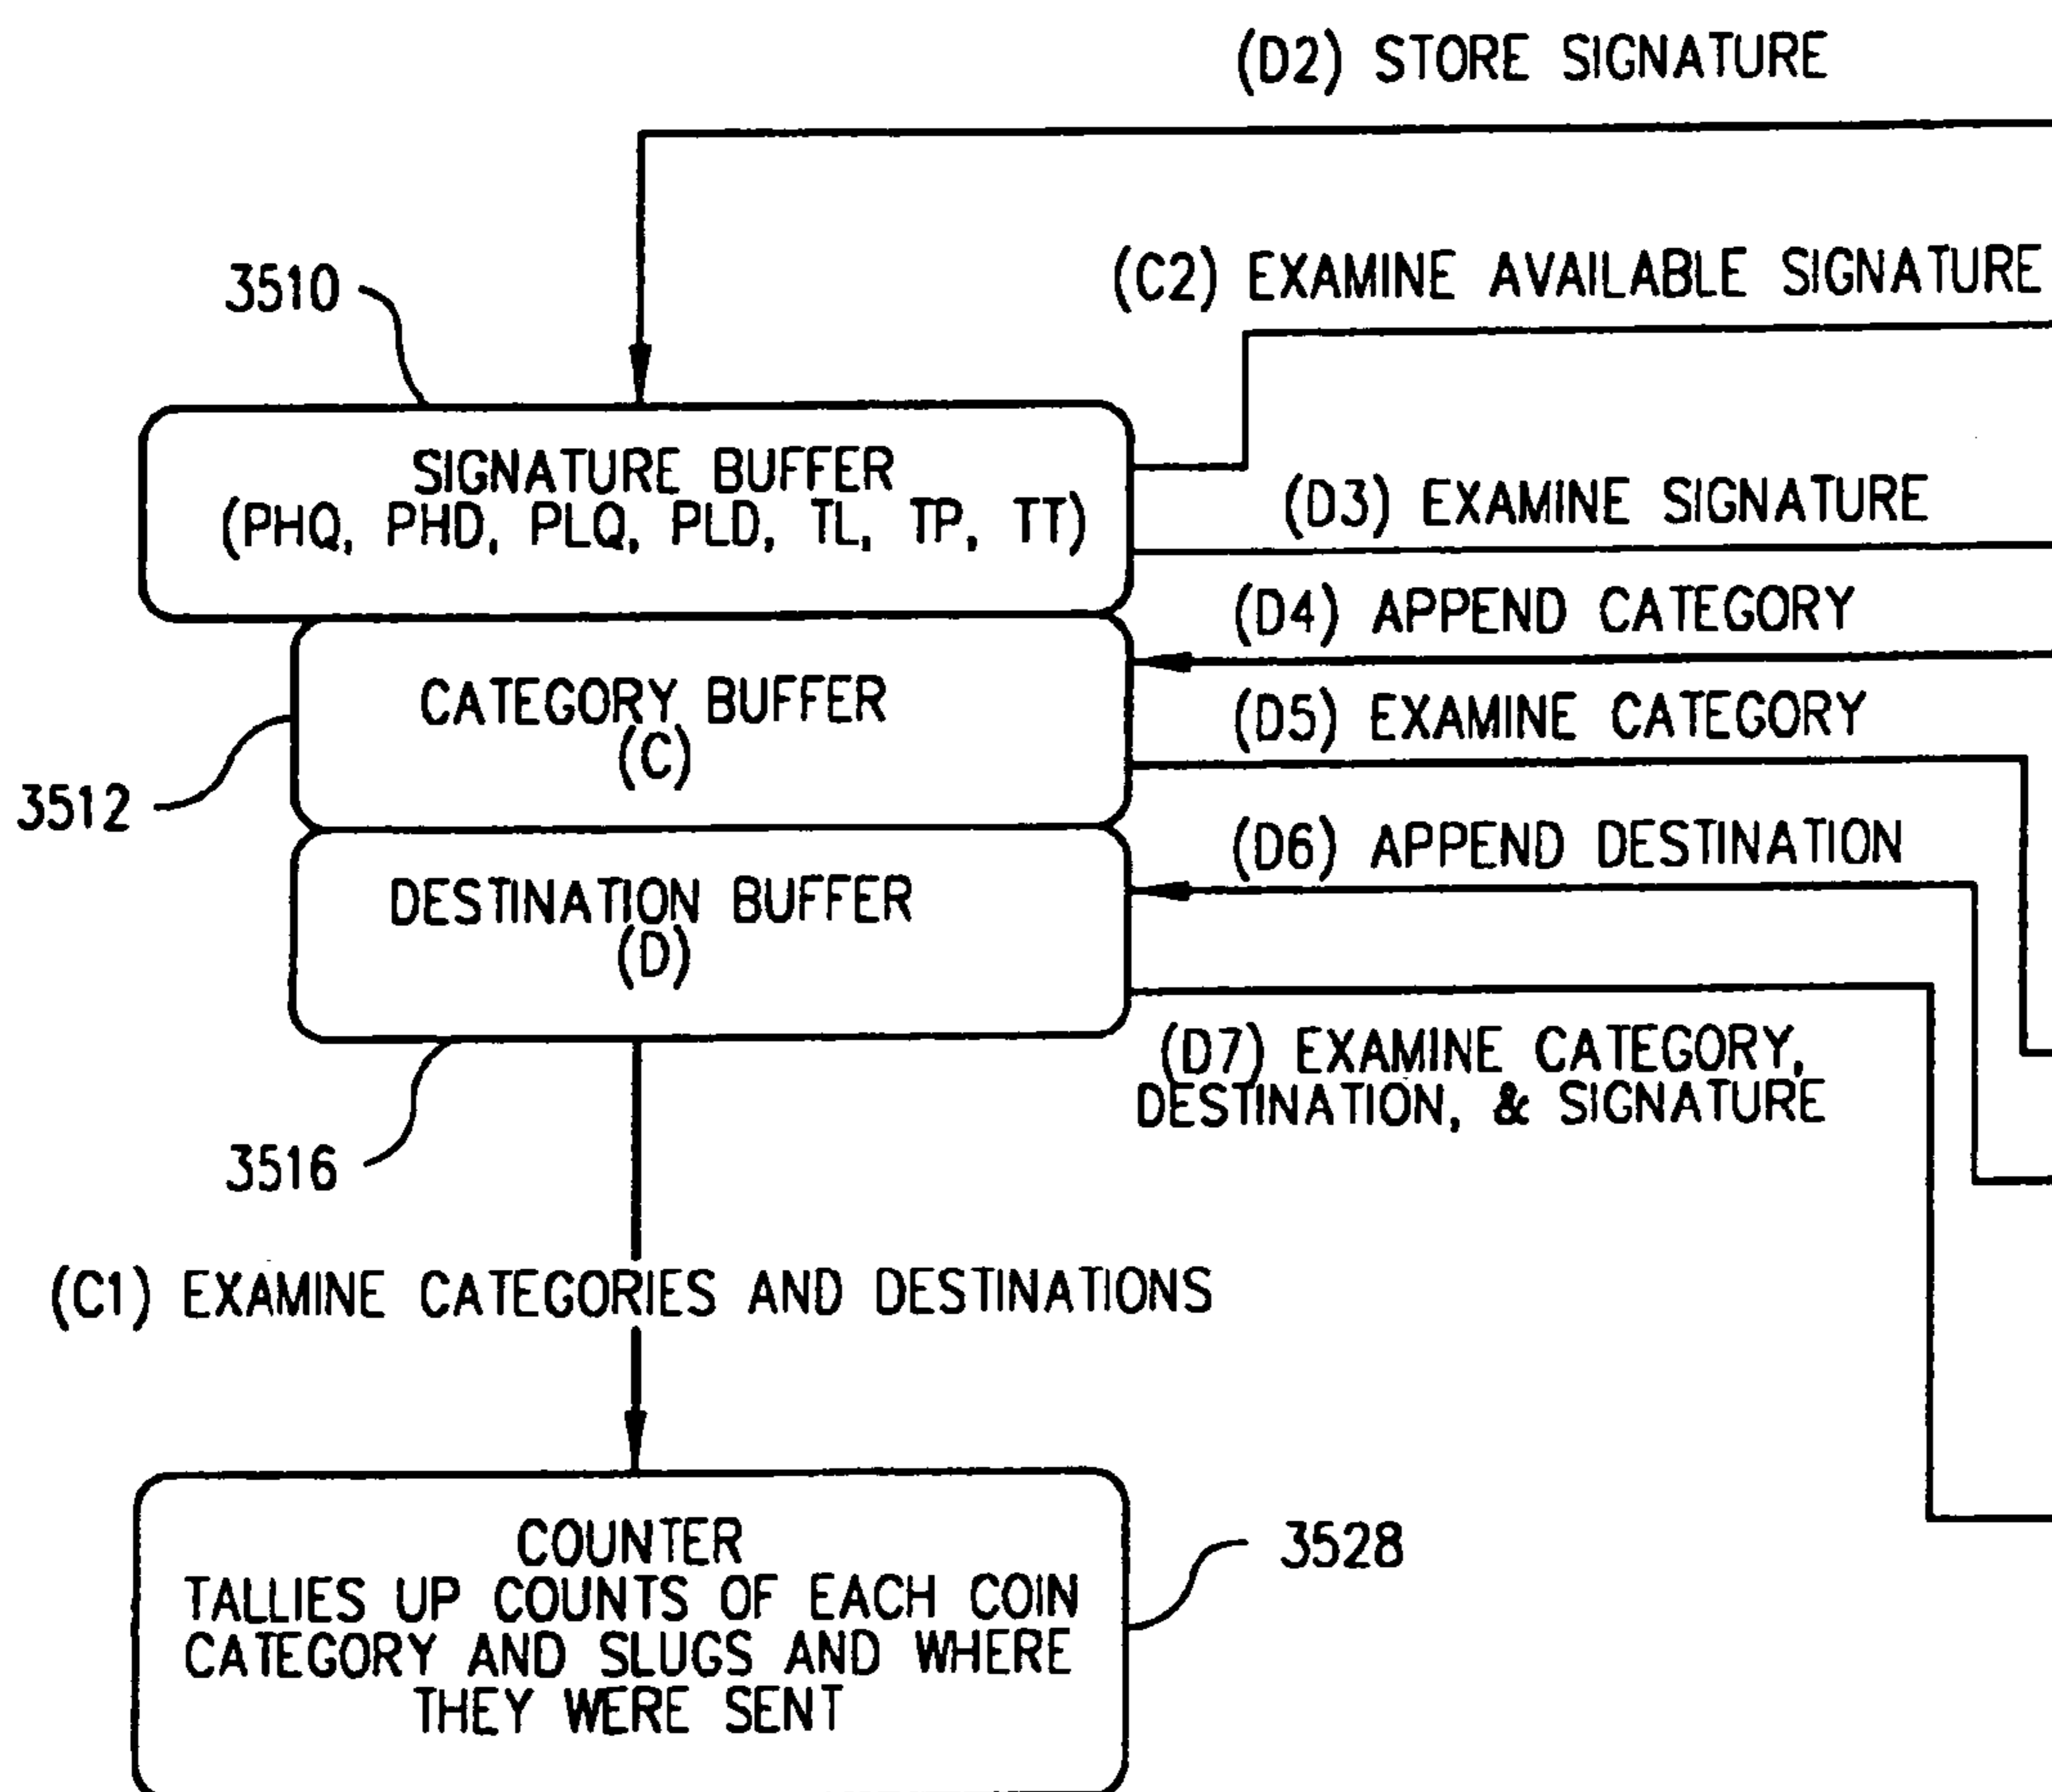 (D2) STORE SIGNATURE
(C2) EXAMINE AVAILABLE SIGNATURE
3510
SIGNATURE BUFFER
(PHQ, PHD, PLQ, PLD, TL, TP, TT)
(D3) EXAMINE SIGNATURE
(D4) APPEND CATEGORY
CATEGORY BUFFER
(C)
(D5) EXAMINE CATEGORY
3512
(D6) APPEND DESTINATION
DESTINATION BUFFER
(D)
(D7) EXAMINE CATEGORY,
DESTINATION, & SIGNATURE
3516
(C1) EXAMINE CATEGORIES AND DESTINATIONS
COUNTER
TALLIES UP COUNTS OF EACH COIN
CATEGORY AND SLUGS AND WHERE
THEY WERE SENT
3528